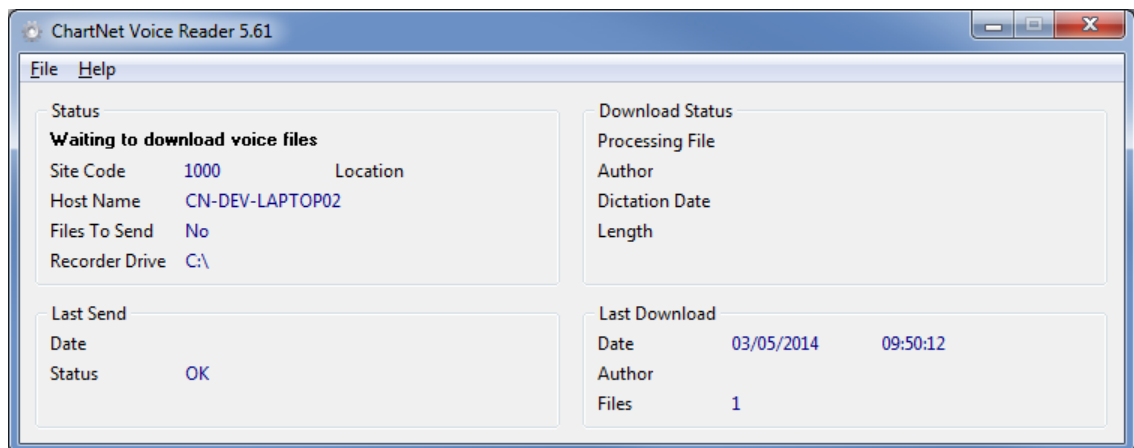 ChartNet Voice Reader 5.61
File Help
Status
Waiting to download voice files
Site Code 1000 Location
Host Name CN-DEV-LAPTOP02
Files To Send No
Recorder Drive C:\
Download Status
Processing File
Author
Dictation Date
Length
Last Send
Date
Status OK
Last Download
Date 03/05/2014 09:50:12
Author
Files 1